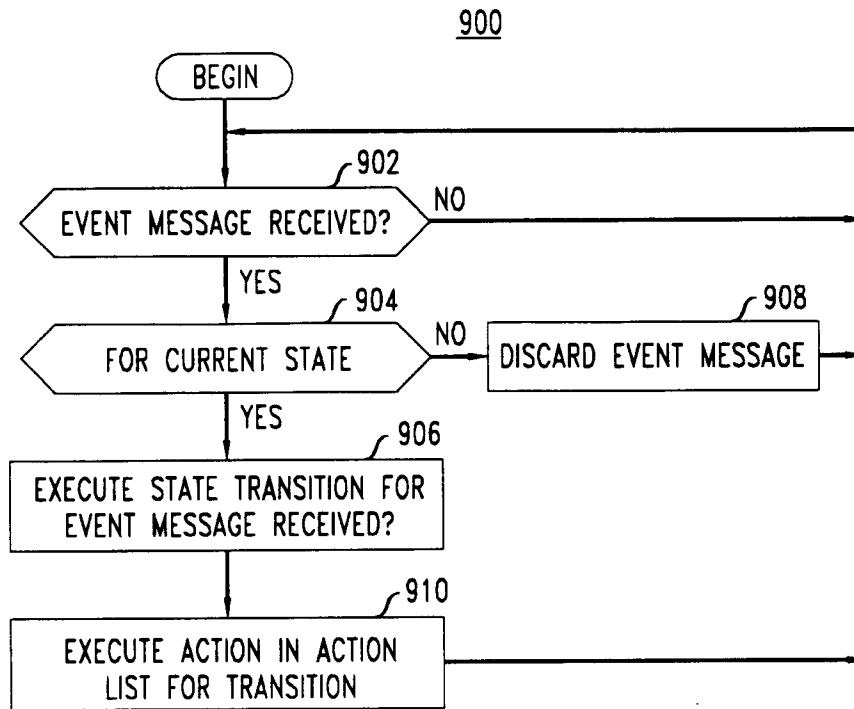 900
BEGIN
902
EVENT MESSAGE RECEIVED?
NO
YES
904
FOR CURRENT STATE
NO
908
DISCARD EVENT MESSAGE
YES
906
EXECUTE STATE TRANSITION FOR
EVENT MESSAGE RECEIVED?
910
EXECUTE ACTION IN ACTION
LIST FOR TRANSITION